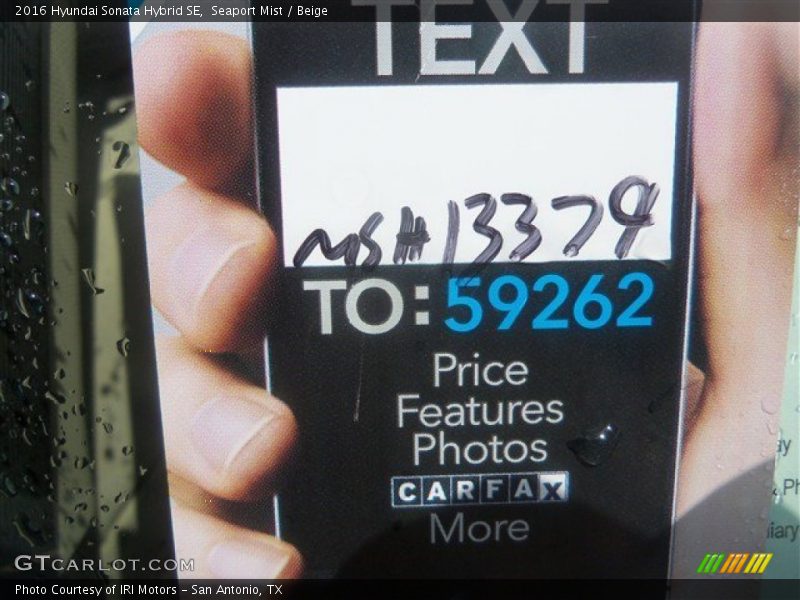 2016 Hyundai Sonata Hybrid SE,  Seaport Mist / Beige
TEXT
MSH13379
TO: 59262
Price
Features
Photos
CARFAX
More
GTCARLOT.COM
Photo Courtesy of IRI Motors – San Antonio, TX